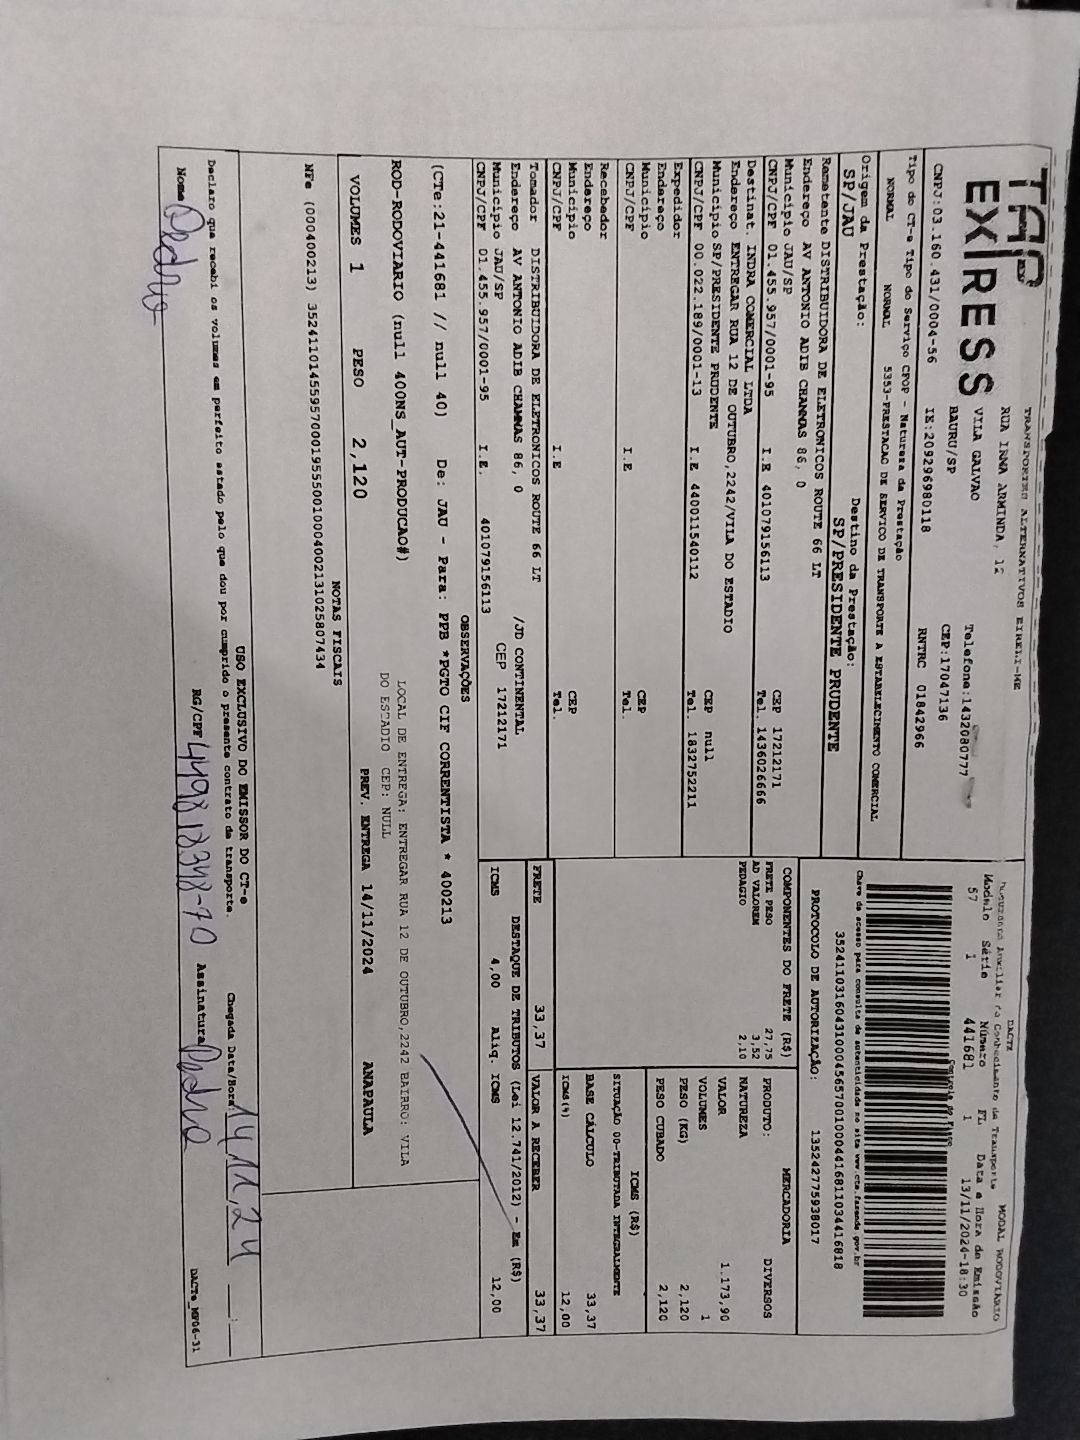 TAP
EXPRESS
TRANSPORTES ALTERNATIVOS EIRELI-ME
RUA IRMA ARMINDA, 12
VILA GALVAO
Telefone:1432080777
BAURU/SP
CEP:17047136
CNPJ:03.160.431/0004-56
IE:209296980118
RNTRC 01842966
DACTE
Documento Auxiliar do Conhecimento de Transporte
MODAL RODOVIARIO
Modelo Série Número FL Data e Hora de Emissão
57 1 441681 1 13/11/2024-18:30
Controle do Fisco
Chave de acesso para consulta de autenticidade no site www.cte.fazenda.gov.br
35241103160431000456570010004416811034416818
PROTOCOLO DE AUTORIZAÇÃO: 135242775938017
Tipo do CT-e Tipo do Serviço CFOP - Natureza da Prestação
NORMAL NORMAL 5353-PRESTACAO DE SERVICO DE TRANSPORTE A ESTABELECIMENTO COMERCIAL
Origem da Prestação: Destino da Prestação:
SP/JAU SP/PRESIDENTE PRUDENTE
Remetente DISTRIBUIDORA DE ELETRONICOS ROUTE 66 LT
Endereço AV ANTONIO ADIB CHAMMAS 86, 0
Município JAU/SP CEP 17212171
CNPJ/CPF 01.455.957/0001-95 I.E 401079156113 Tel. 1436026666
Destinat. INDRA COMERCIAL LTDA
Endereço ENTREGAR RUA 12 DE OUTUBRO,2242/VILA DO ESTADIO
Município SP/PRESIDENTE PRUDENTE CEP null
CNPJ/CPF 00.022.189/0001-13 I.E 440011540112 Tel. 1832752211
Expedidor
Endereço
Município CEP
CNPJ/CPF I.E Tel.
Recebedor
Endereço
Município CEP
CNPJ/CPF I.E Tel.
Tomador DISTRIBUIDORA DE ELETRONICOS ROUTE 66 LT
Endereço AV ANTONIO ADIB CHAMMAS 86, 0 /JD CONTINENTAL
Município JAU/SP CEP 17212171
CNPJ/CPF 01.455.957/0001-95 I.E. 401079156113
COMPONENTES DO FRETE (R$)
FRETE PESO 27,75
AD VALOREM 3,52
PEDAGIO 2,10
MERCADORIA
PRODUTO: DIVERSOS
NATUREZA
VALOR 1.173,90
VOLUMES 1
PESO (KG) 2,120
PESO CUBADO 2,120
ICMS (R$)
SITUAÇÃO 00-TRIBUTADA INTEGRALMENTE
BASE CÁLCULO 33,37
ICMS(%) 12,00
FRETE 33,37 VALOR A RECEBER 33,37
DESTAQUE DE TRIBUTOS (Lei 12.741/2012) - Em (R$)
ICMS 4,00 Aliq. ICMS 12,00
OBSERVAÇÕES
(CTe:21-441681 // null 40) De: JAU - Para: PPB *PGTO CIF CORRENTISTA * 400213
LOCAL DE ENTREGA: ENTREGAR RUA 12 DE OUTUBRO,2242 BAIRRO: VILA
ROD-RODOVIARIO (null 400NS_AUT-PRODUCAO#)
DO ESTADIO CEP: NULL
VOLUMES 1 PESO 2,120 PREV. ENTREGA 14/11/2024 ANAPAULA
NOTAS FISCAIS
NFe (000400213) 35241101455957000195550010004002131025807434
USO EXCLUSIVO DO EMISSOR DO CT-e
Declaro que recebi os volumes em perfeito estado pelo que dou por cumprido o presente contrato de transporte. Chegada Data/Hora 14/11/24 __:__
Nome Pedro RG/CPF Assinatura Pedro
DACTe_MP06-31